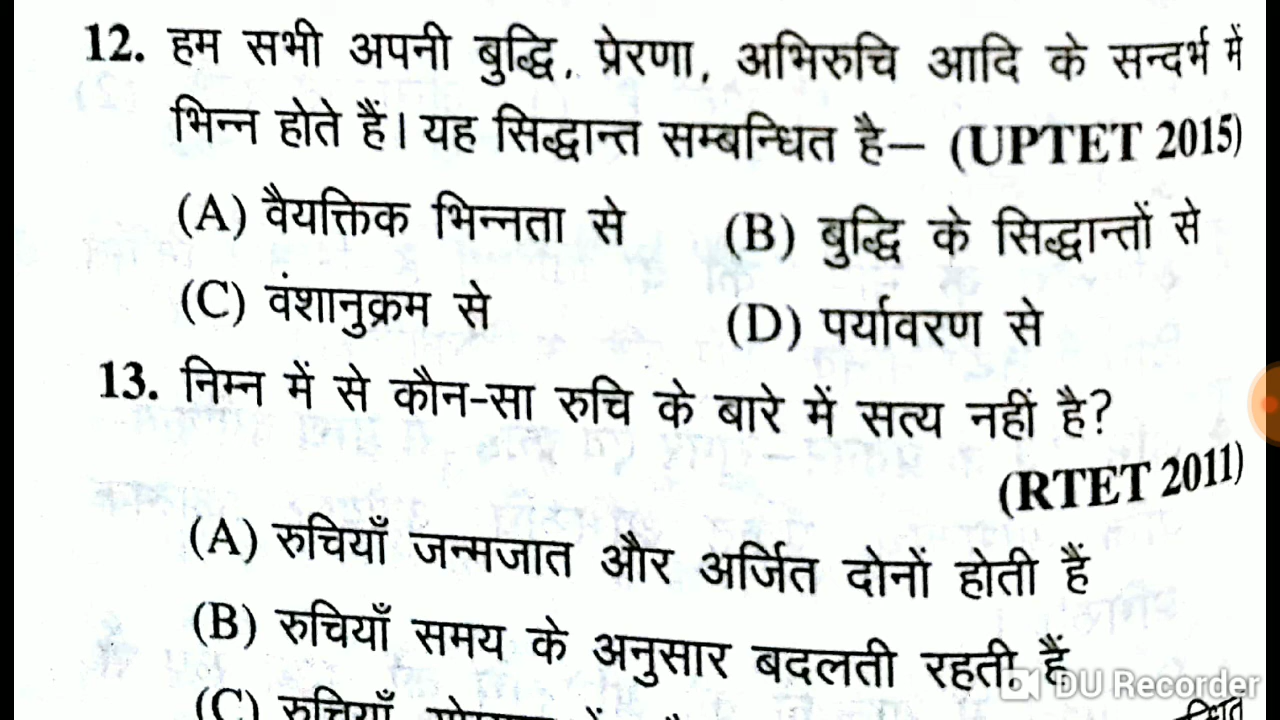 12. हम सभी अपनी बुद्धि, प्रेरणा, अभिरुचि आदि के सन्दर्भ में
भिन्न होते हैं। यह सिद्धान्त सम्बन्धित है– (UPTET 2015)
(A) वैयक्तिक भिन्नता से (B) बुद्धि के सिद्धान्तों से
(C) वंशानुक्रम से (D) पर्यावरण से
13. निम्न में से कौन-सा रुचि के बारे में सत्य नहीं है?
(RTET 2011)
(A) रुचियाँ जन्मजात और अर्जित दोनों होती हैं
(B) रुचियाँ समय के अनुसार बदलती रहती हैं
DU Recorder
(C) रुचियाँ